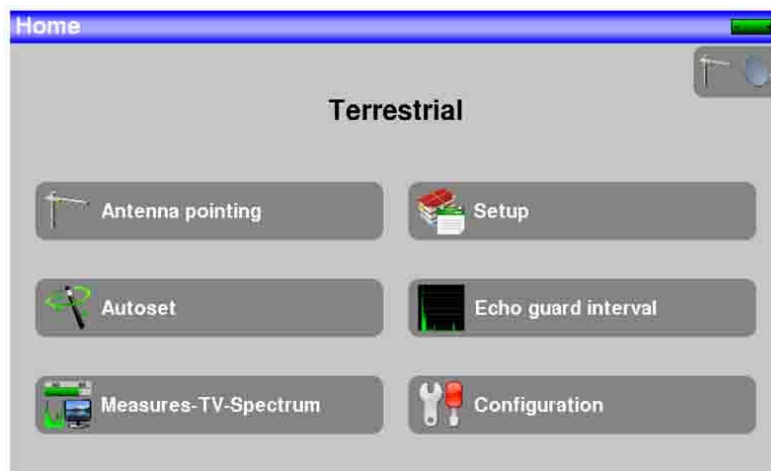 Home
Terrestrial
Antenna pointing
Setup
Autoset
Echo guard interval
Measures-TV-Spectrum
Configuration